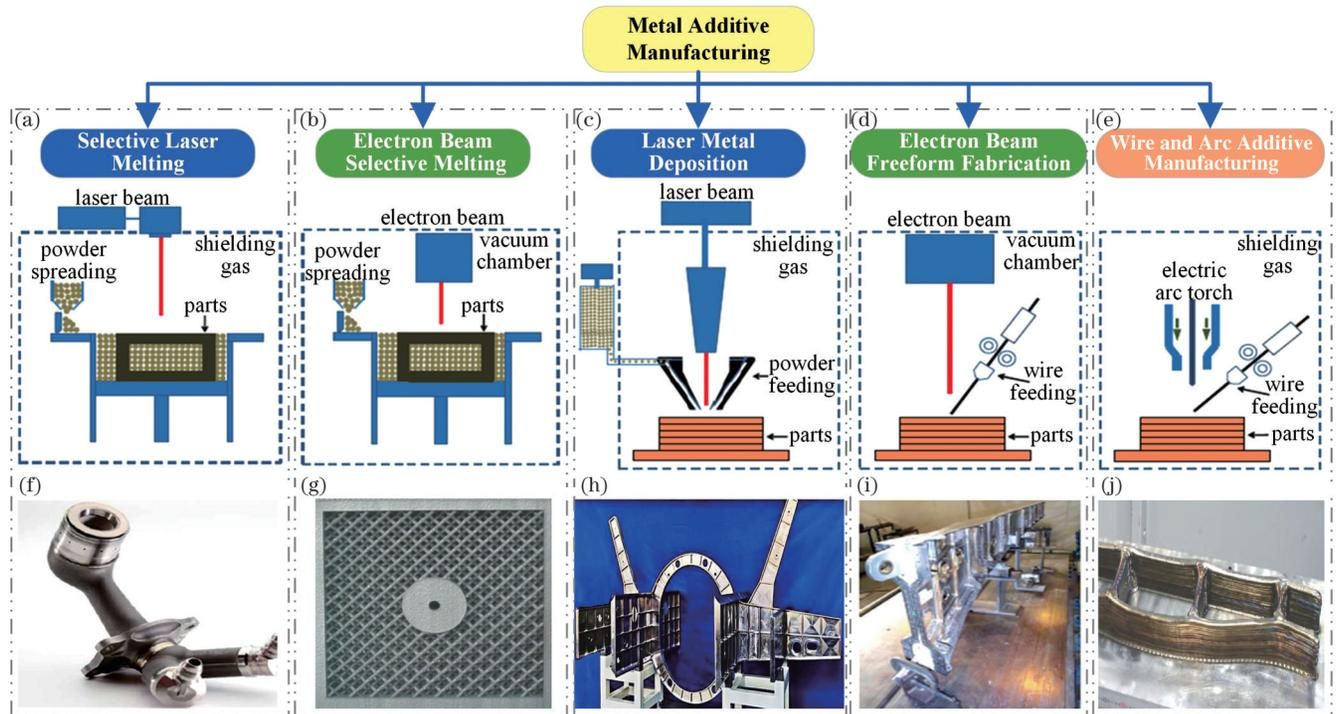 Metal Additive
Manufacturing
(a)
Selective Laser
Melting
laser beam
powder
spreading
shielding
gas
parts
(b)
Electron Beam
Selective Melting
electron beam
powder
spreading
vacuum
chamber
parts
(c)
Laser Metal
Deposition
laser beam
shielding
gas
powder
feeding
parts
(d)
Electron Beam
Freeform Fabrication
electron beam
vacuum
chamber
wire
feeding
parts
(e)
Wire and Arc Additive
Manufacturing
shielding
gas
electric
arc torch
wire
feeding
parts
(f)
(g)
(h)
(i)
(j)